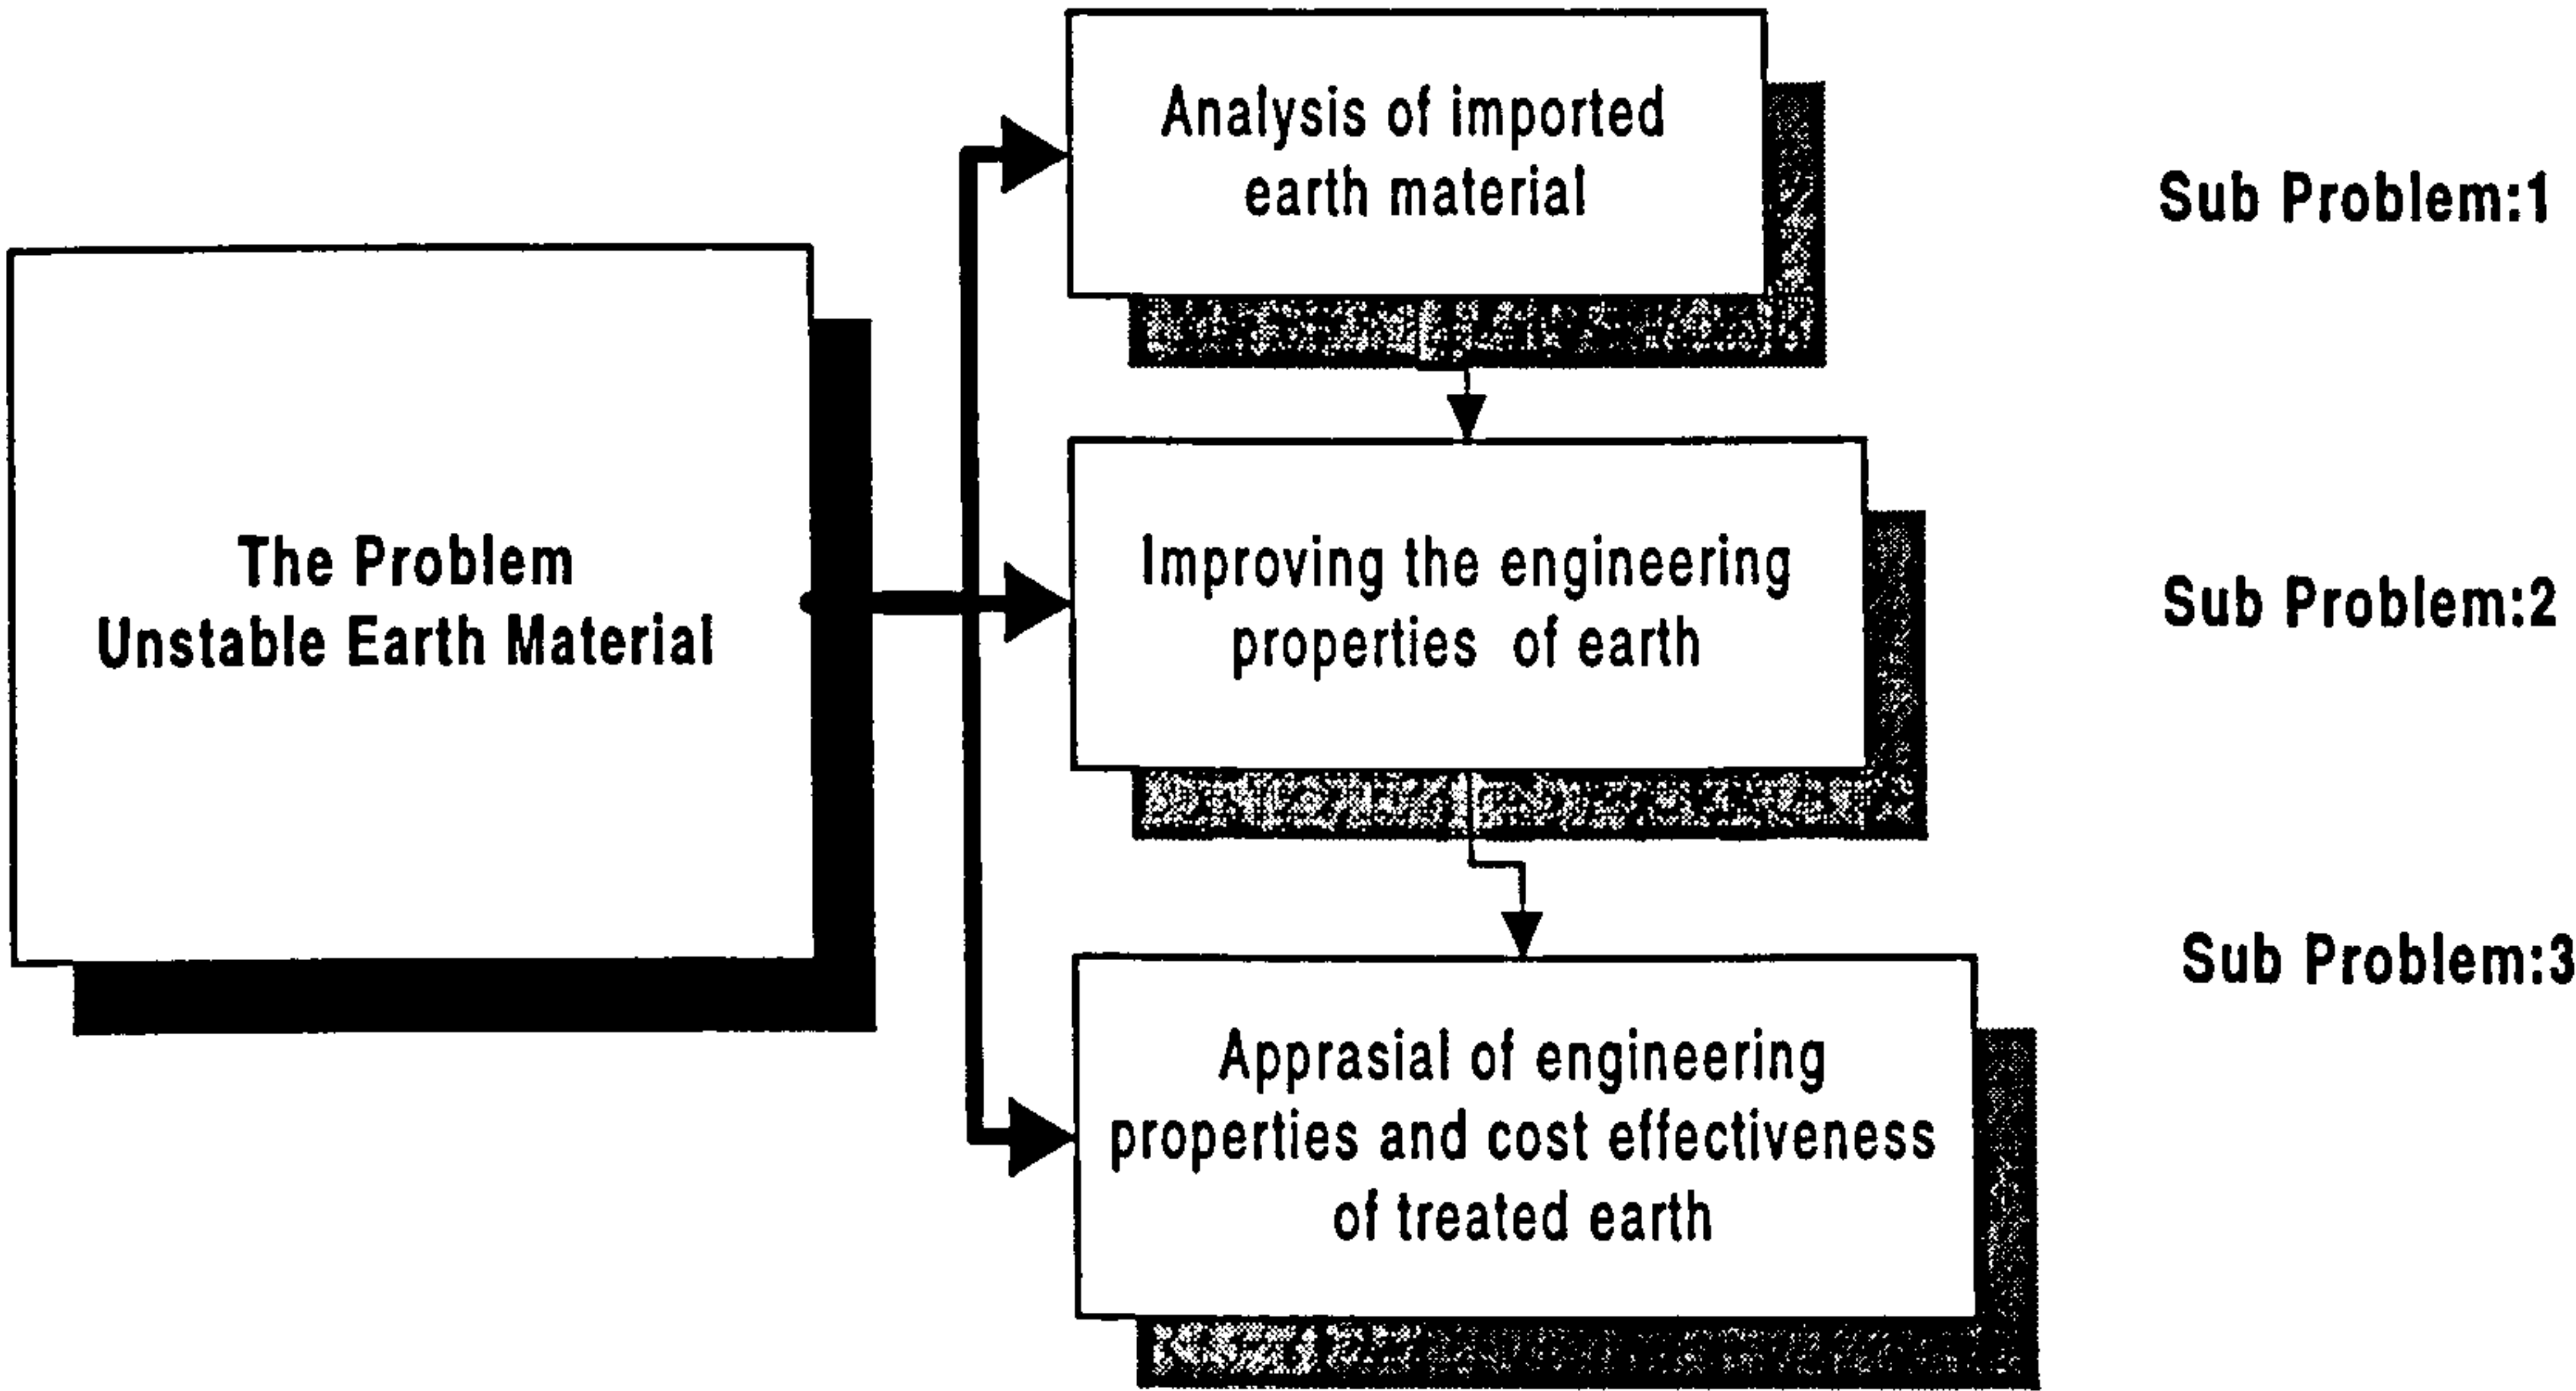 The Problem
Unstable Earth Material
Analysis of imported
earth material
Sub Problem:1
Improving the engineering
properties of earth
Sub Problem:2
Apprasial of engineering
properties and cost effectiveness
of treated earth
Sub Problem:3